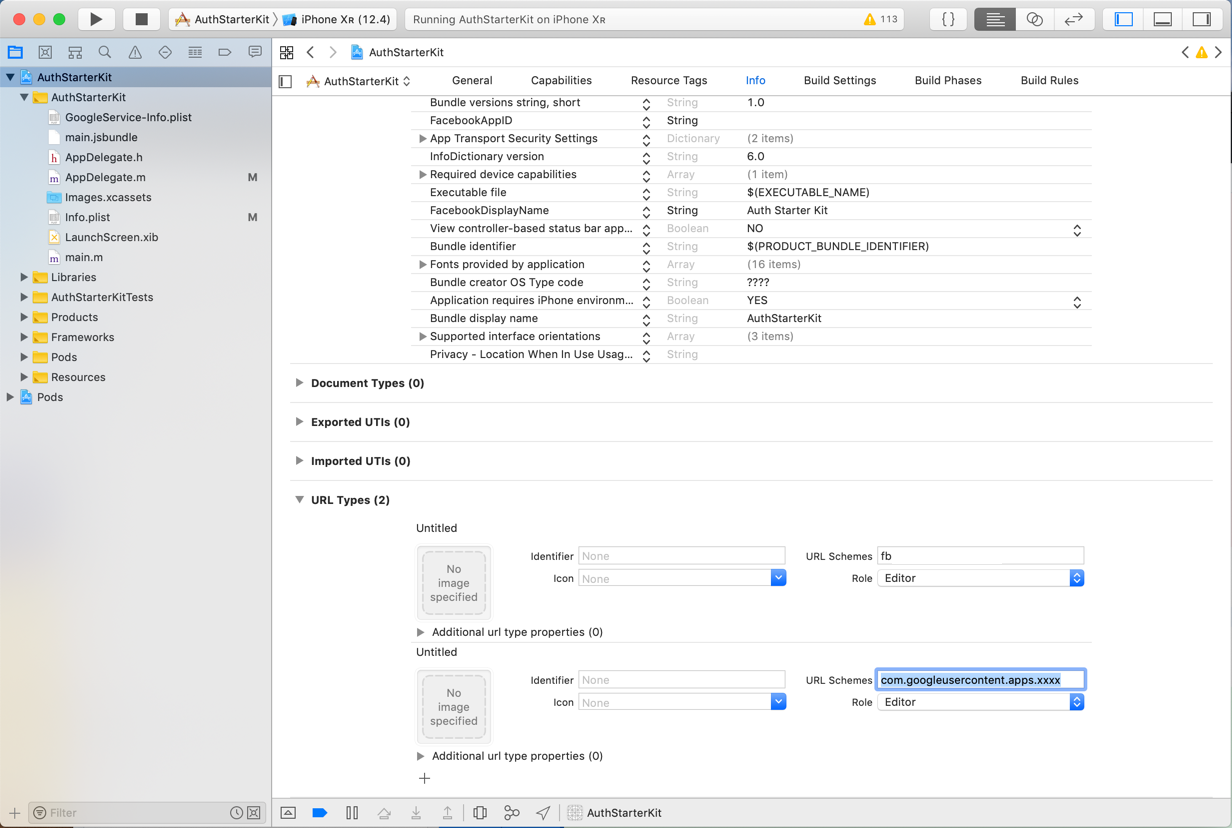 AuthStarterKit iPhone XR (12.4) Running AuthStarterKit on iPhone XR 113 { }
AuthStarterKit
AuthStarterKit General Capabilities Resource Tags Info Build Settings Build Phases Build Rules
AuthStarterKit
AuthStarterKit
GoogleService-Info.plist
main.jsbundle
h AppDelegate.h
m AppDelegate.m M
Images.xcassets
Info.plist M
LaunchScreen.xib
m main.m
Libraries
AuthStarterKitTests
Products
Frameworks
Pods
Resources
Pods
Filter
Bundle versions string, short String 1.0
FacebookAppID String
App Transport Security Settings Dictionary (2 items)
InfoDictionary version String 6.0
Required device capabilities Array (1 item)
Executable file String $(EXECUTABLE_NAME)
FacebookDisplayName String Auth Starter Kit
View controller-based status bar app... Boolean NO
Bundle identifier String $(PRODUCT_BUNDLE_IDENTIFIER)
Fonts provided by application Array (16 items)
Bundle creator OS Type code String ????
Application requires iPhone environm... Boolean YES
Bundle display name String AuthStarterKit
Supported interface orientations Array (3 items)
Privacy - Location When In Use Usag... String
Document Types (0)
Exported UTIs (0)
Imported UTIs (0)
URL Types (2)
Untitled
No
image
specified
Identifier None URL Schemes fb
Icon None Role Editor
Additional url type properties (0)
Untitled
No
image
specified
Identifier None URL Schemes com.googleusercontent.apps.xxxx
Icon None Role Editor
Additional url type properties (0)
AuthStarterKit